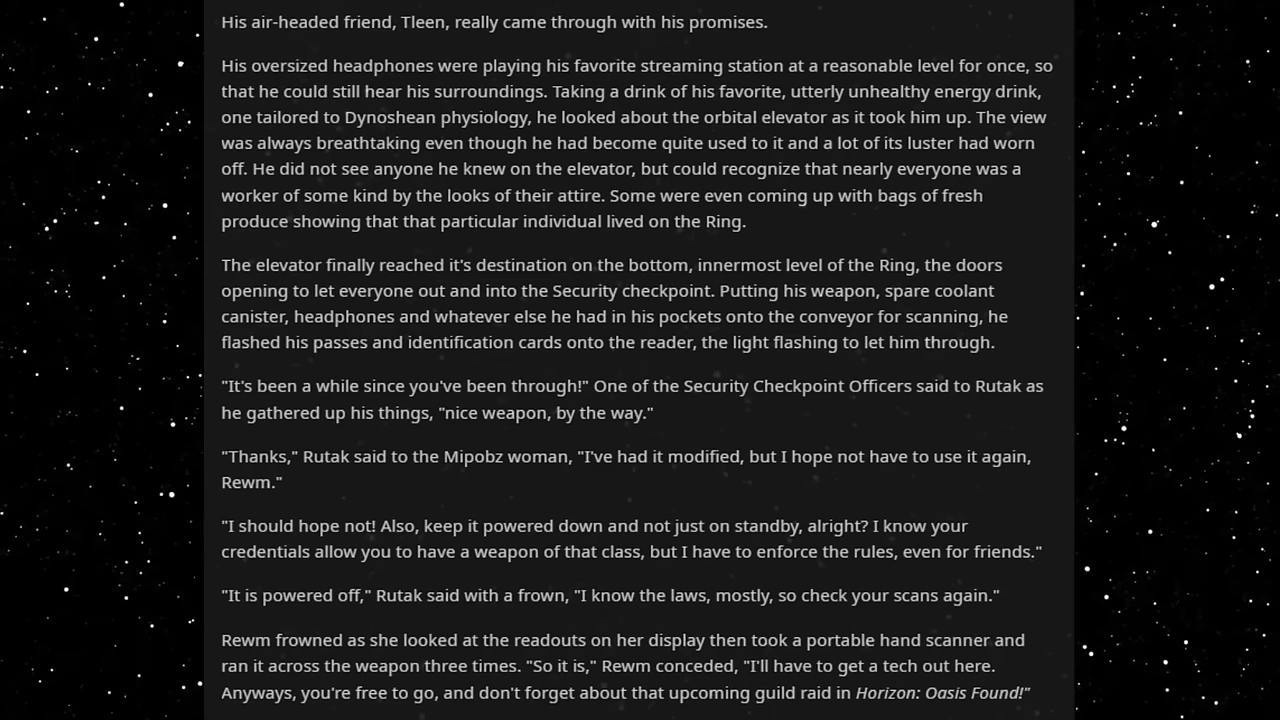 His air-headed friend, Tleen, really came through with his promises.
His oversized headphones were playing his favorite streaming station at a reasonable level for once, so
that he could still hear his surroundings. Taking a drink of his favorite, utterly unhealthy energy drink,
one tailored to Dynoshean physiology, he looked about the orbital elevator as it took him up. The view
was always breathtaking even though he had become quite used to it and a lot of its luster had worn
off. He did not see anyone he knew on the elevator, but could recognize that nearly everyone was a
worker of some kind by the looks of their attire. Some were even coming up with bags of fresh
produce showing that that particular individual lived on the Ring.
The elevator finally reached it's destination on the bottom, innermost level of the Ring, the doors
opening to let everyone out and into the Security checkpoint. Putting his weapon, spare coolant
canister, headphones and whatever else he had in his pockets onto the conveyor for scanning, he
flashed his passes and identification cards onto the reader, the light flashing to let him through.
"It's been a while since you've been through!" One of the Security Checkpoint Officers said to Rutak as
he gathered up his things, "nice weapon, by the way."
"Thanks," Rutak said to the Mipobz woman, "I've had it modified, but I hope not have to use it again,
Rewm."
"I should hope not! Also, keep it powered down and not just on standby, alright? I know your
credentials allow you to have a weapon of that class, but I have to enforce the rules, even for friends."
"It is powered off," Rutak said with a frown, "I know the laws, mostly, so check your scans again."
Rewm frowned as she looked at the readouts on her display then took a portable hand scanner and
ran it across the weapon three times. "So it is," Rewm conceded, "I'll have to get a tech out here.
Anyways, you're free to go, and don't forget about that upcoming guild raid in Horizon: Oasis Found!"